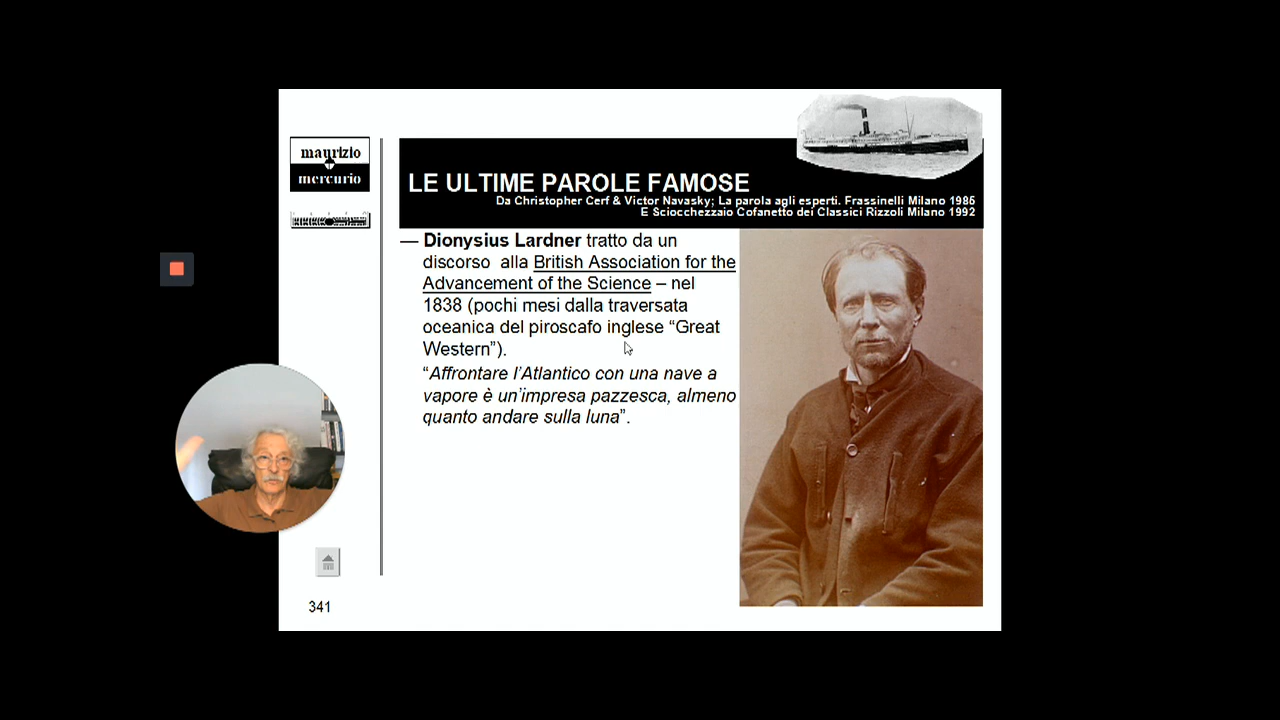 maurizio
mercurio
LE ULTIME PAROLE FAMOSE
Da Christopher Cerf & Victor Navasky; La parola agli esperti. Frassinelli Milano 1985
E Sciocchezzaio Cofanetto dei Classici Rizzoli Milano 1992
— Dionysius Lardner tratto da un
discorso alla British Association for the
Advancement of the Science – nel
1838 (pochi mesi dalla traversata
oceanica del piroscafo inglese “Great
Western”).
“Affrontare l’Atlantico con una nave a
vapore è un’impresa pazzesca, almeno
quanto andare sulla luna”.
341